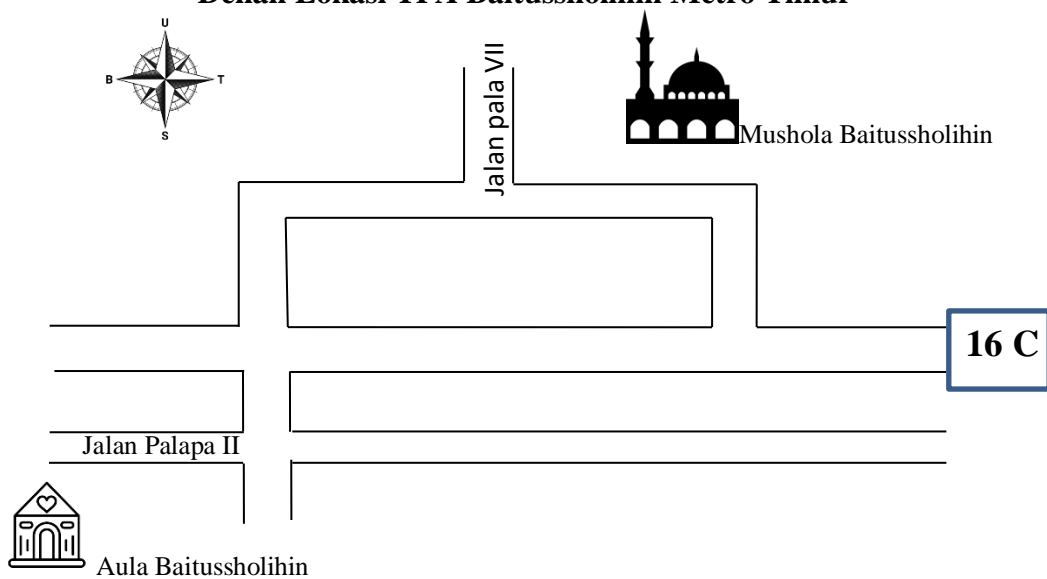 Denah Lokasi TPA Baitussholihin Metro Timur
U
B
T
S
Jalan pala VII
Mushola Baitussholihin
16 C
Jalan Palapa II
Aula Baitussholihin